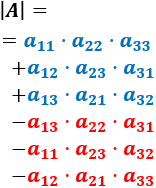 |A| =
= a₁₁ · a₂₂ · a₃₃
+a₁₂ · a₂₃ · a₃₁
+a₁₃ · a₂₁ · a₃₂
−a₁₃ · a₂₂ · a₃₁
−a₁₁ · a₂₃ · a₃₂
−a₁₂ · a₂₁ · a₃₃